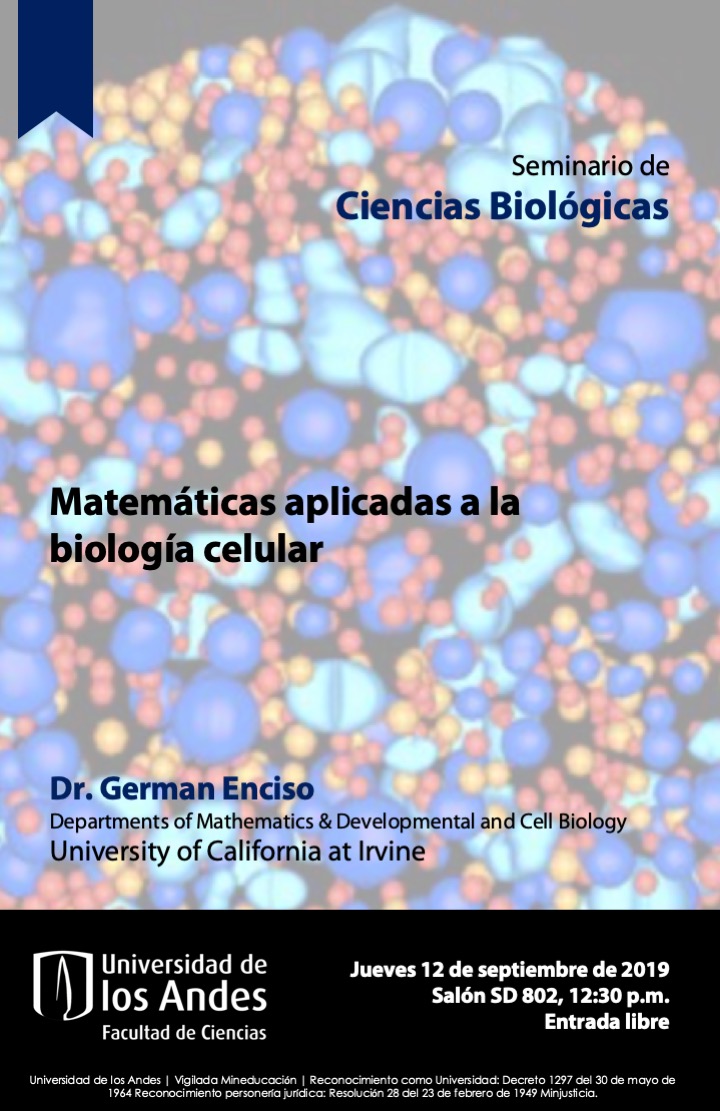 Seminario de
Ciencias Biológicas
Matemáticas aplicadas a la
biología celular
Dr. German Enciso
Departments of Mathematics & Developmental and Cell Biology
University of California at Irvine
Universidad de
los Andes
Facultad de Ciencias
Jueves 12 de septiembre de 2019
Salón SD 802, 12:30 p.m.
Entrada libre
Universidad de los Andes | Vigilada Mineducación | Reconocimiento como Universidad: Decreto 1297 del 30 de mayo de
1964 Reconocimiento personería jurídica: Resolución 28 del 23 de febrero de 1949 Minjusticia.